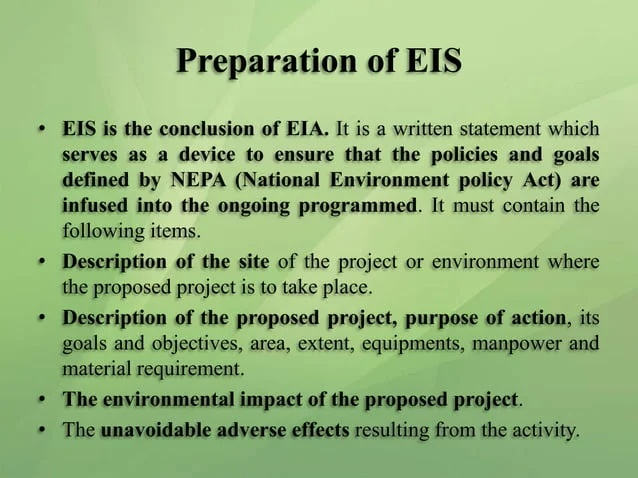 Preparation of EIS
• EIS is the conclusion of EIA. It is a written statement which
serves as a device to ensure that the policies and goals
defined by NEPA (National Environment policy Act) are
infused into the ongoing programmed. It must contain the
following items.
• Description of the site of the project or environment where
the proposed project is to take place.
• Description of the proposed project, purpose of action, its
goals and objectives, area, extent, equipments, manpower and
material requirement.
• The environmental impact of the proposed project.
• The unavoidable adverse effects resulting from the activity.